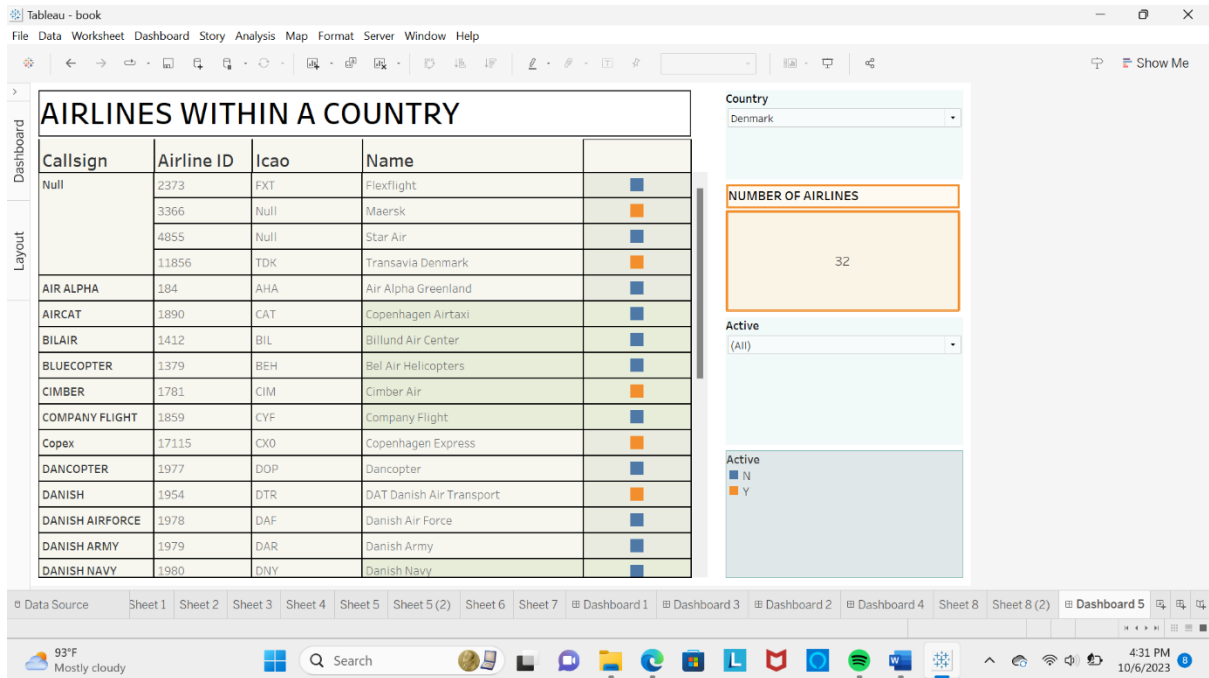 Tableau - book
File Data Worksheet Dashboard Story Analysis Map Format Server Window Help
Show Me
Dashboard
Layout
AIRLINES WITHIN A COUNTRY
Callsign Airline ID Icao Name
Null 2373 FXT Flexflight
3366 Null Maersk
4855 Null Star Air
11856 TDK Transavia Denmark
AIR ALPHA 184 AHA Air Alpha Greenland
AIRCAT 1890 CAT Copenhagen Airtaxi
BILAIR 1412 BIL Billund Air Center
BLUECOPTER 1379 BEH Bel Air Helicopters
CIMBER 1781 CIM Cimber Air
COMPANY FLIGHT 1859 CYF Company Flight
Copex 17115 CX0 Copenhagen Express
DANCOPTER 1977 DOP Dancopter
DANISH 1954 DTR DAT Danish Air Transport
DANISH AIRFORCE 1978 DAF Danish Air Force
DANISH ARMY 1979 DAR Danish Army
DANISH NAVY 1980 DNY Danish Navy
Country
Denmark
NUMBER OF AIRLINES
32
Active
(All)
Active
N
Y
Data Source Sheet 1 Sheet 2 Sheet 3 Sheet 4 Sheet 5 Sheet 5 (2) Sheet 6 Sheet 7 Dashboard 1 Dashboard 3 Dashboard 2 Dashboard 4 Sheet 8 Sheet 8 (2) Dashboard 5
93°F
Mostly cloudy
Search
L
W
4:31 PM
10/6/2023
8